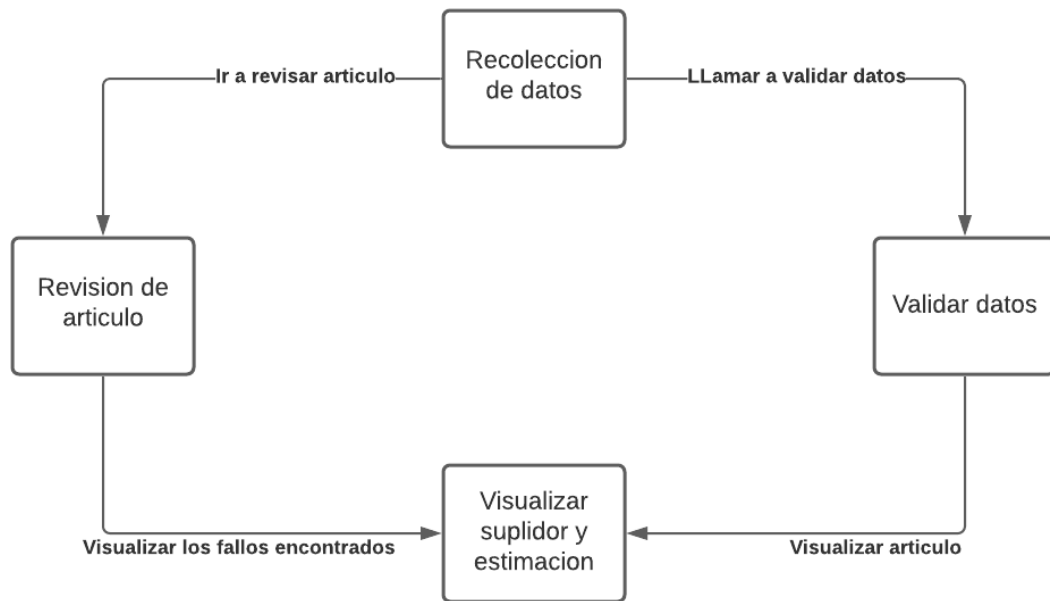 Recoleccion
de datos
Ir a revisar articulo
LLamar a validar datos
Revision de
articulo
Validar datos
Visualizar
suplidor y
estimacion
Visualizar los fallos encontrados
Visualizar articulo